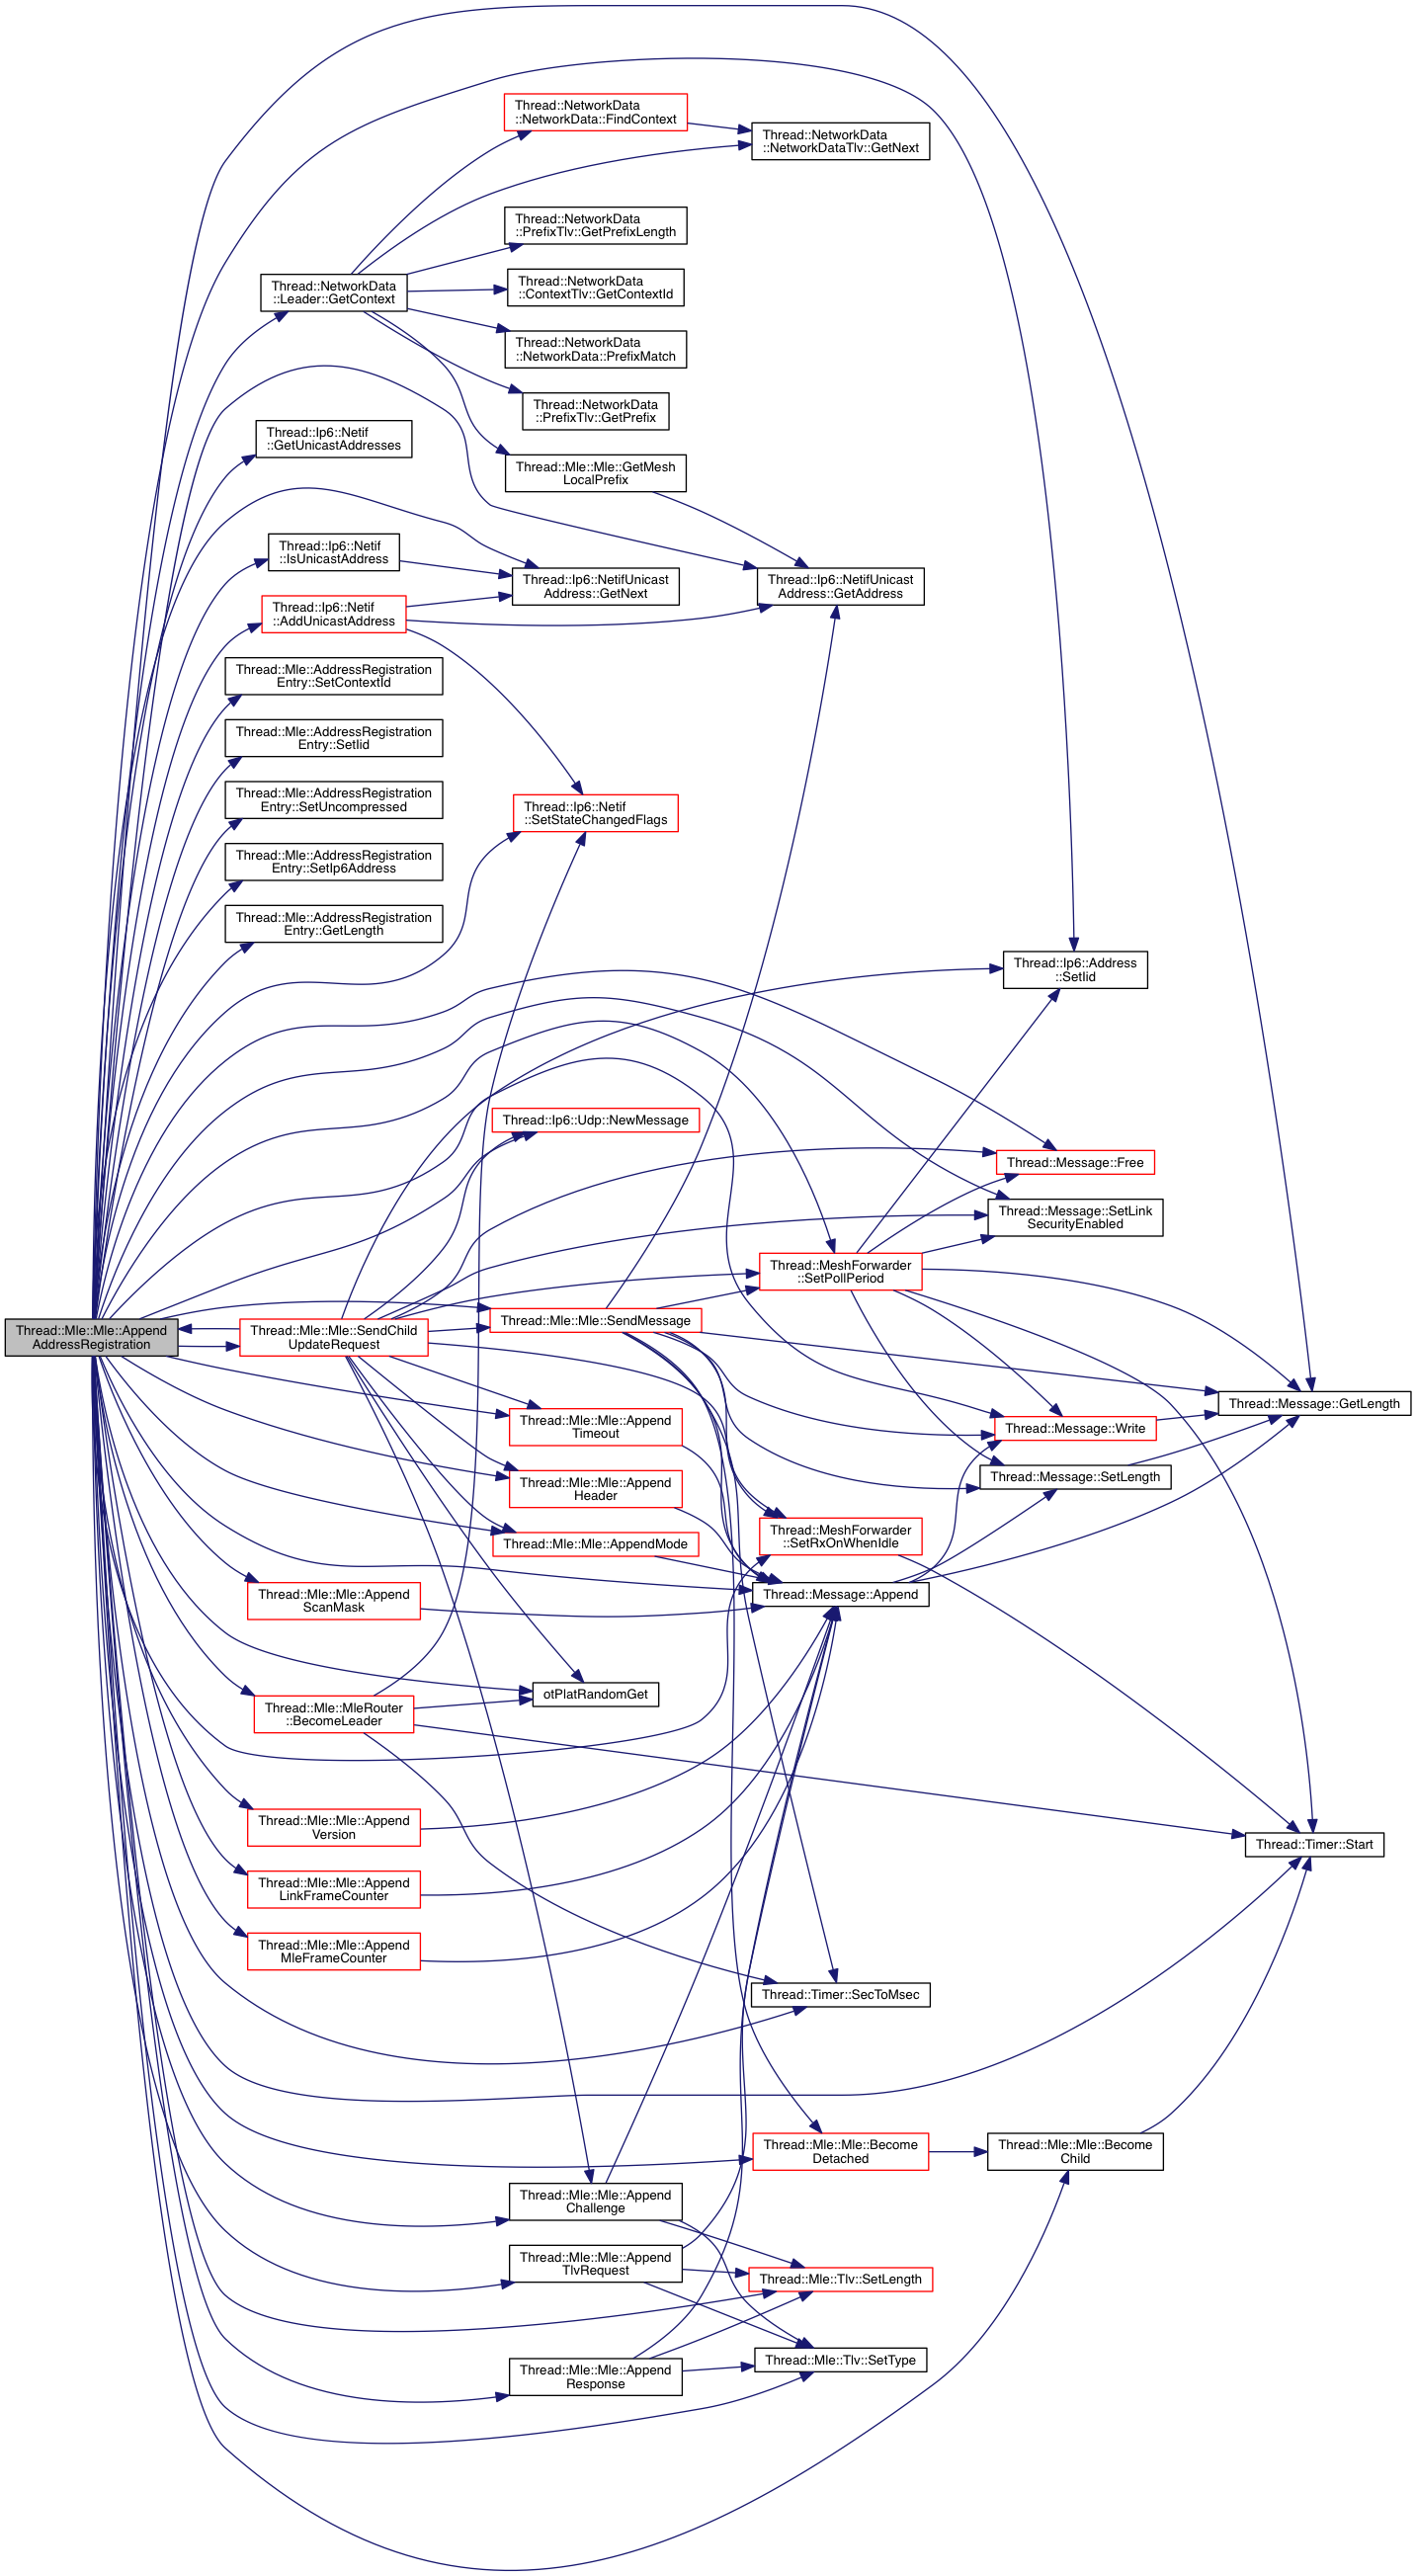 Thread::NetworkData
::NetworkData::FindContext
Thread::NetworkData
::NetworkDataTlv::GetNext
Thread::NetworkData
::PrefixTlv::GetPrefixLength
Thread::NetworkData
::Leader::GetContext
Thread::NetworkData
::ContextTlv::GetContextId
Thread::NetworkData
::NetworkData::PrefixMatch
Thread::NetworkData
::PrefixTlv::GetPrefix
Thread::Ip6::Netif
::GetUnicastAddresses
Thread::Mle::Mle::GetMesh
LocalPrefix
Thread::Ip6::Netif
::IsUnicastAddress
Thread::Ip6::NetifUnicast
Address::GetNext
Thread::Ip6::NetifUnicast
Address::GetAddress
Thread::Ip6::Netif
::AddUnicastAddress
Thread::Mle::AddressRegistration
Entry::SetContextId
Thread::Mle::AddressRegistration
Entry::SetIid
Thread::Mle::AddressRegistration
Entry::SetUncompressed
Thread::Ip6::Netif
::SetStateChangedFlags
Thread::Mle::AddressRegistration
Entry::SetIp6Address
Thread::Mle::AddressRegistration
Entry::GetLength
Thread::Ip6::Address
::SetIid
Thread::Ip6::Udp::NewMessage
Thread::Message::Free
Thread::Message::SetLink
SecurityEnabled
Thread::MeshForwarder
::SetPollPeriod
Thread::Mle::Mle::Append
AddressRegistration
Thread::Mle::Mle::SendChild
UpdateRequest
Thread::Mle::Mle::SendMessage
Thread::Message::GetLength
Thread::Mle::Mle::Append
Timeout
Thread::Message::Write
Thread::Message::SetLength
Thread::Mle::Mle::Append
Header
Thread::MeshForwarder
::SetRxOnWhenIdle
Thread::Mle::Mle::AppendMode
Thread::Mle::Mle::Append
ScanMask
Thread::Message::Append
otPlatRandomGet
Thread::Mle::MleRouter
::BecomeLeader
Thread::Mle::Mle::Append
Version
Thread::Timer::Start
Thread::Mle::Mle::Append
LinkFrameCounter
Thread::Mle::Mle::Append
MleFrameCounter
Thread::Timer::SecToMsec
Thread::Mle::Mle::Become
Detached
Thread::Mle::Mle::Become
Child
Thread::Mle::Mle::Append
Challenge
Thread::Mle::Mle::Append
TlvRequest
Thread::Mle::Tlv::SetLength
Thread::Mle::Tlv::SetType
Thread::Mle::Mle::Append
Response